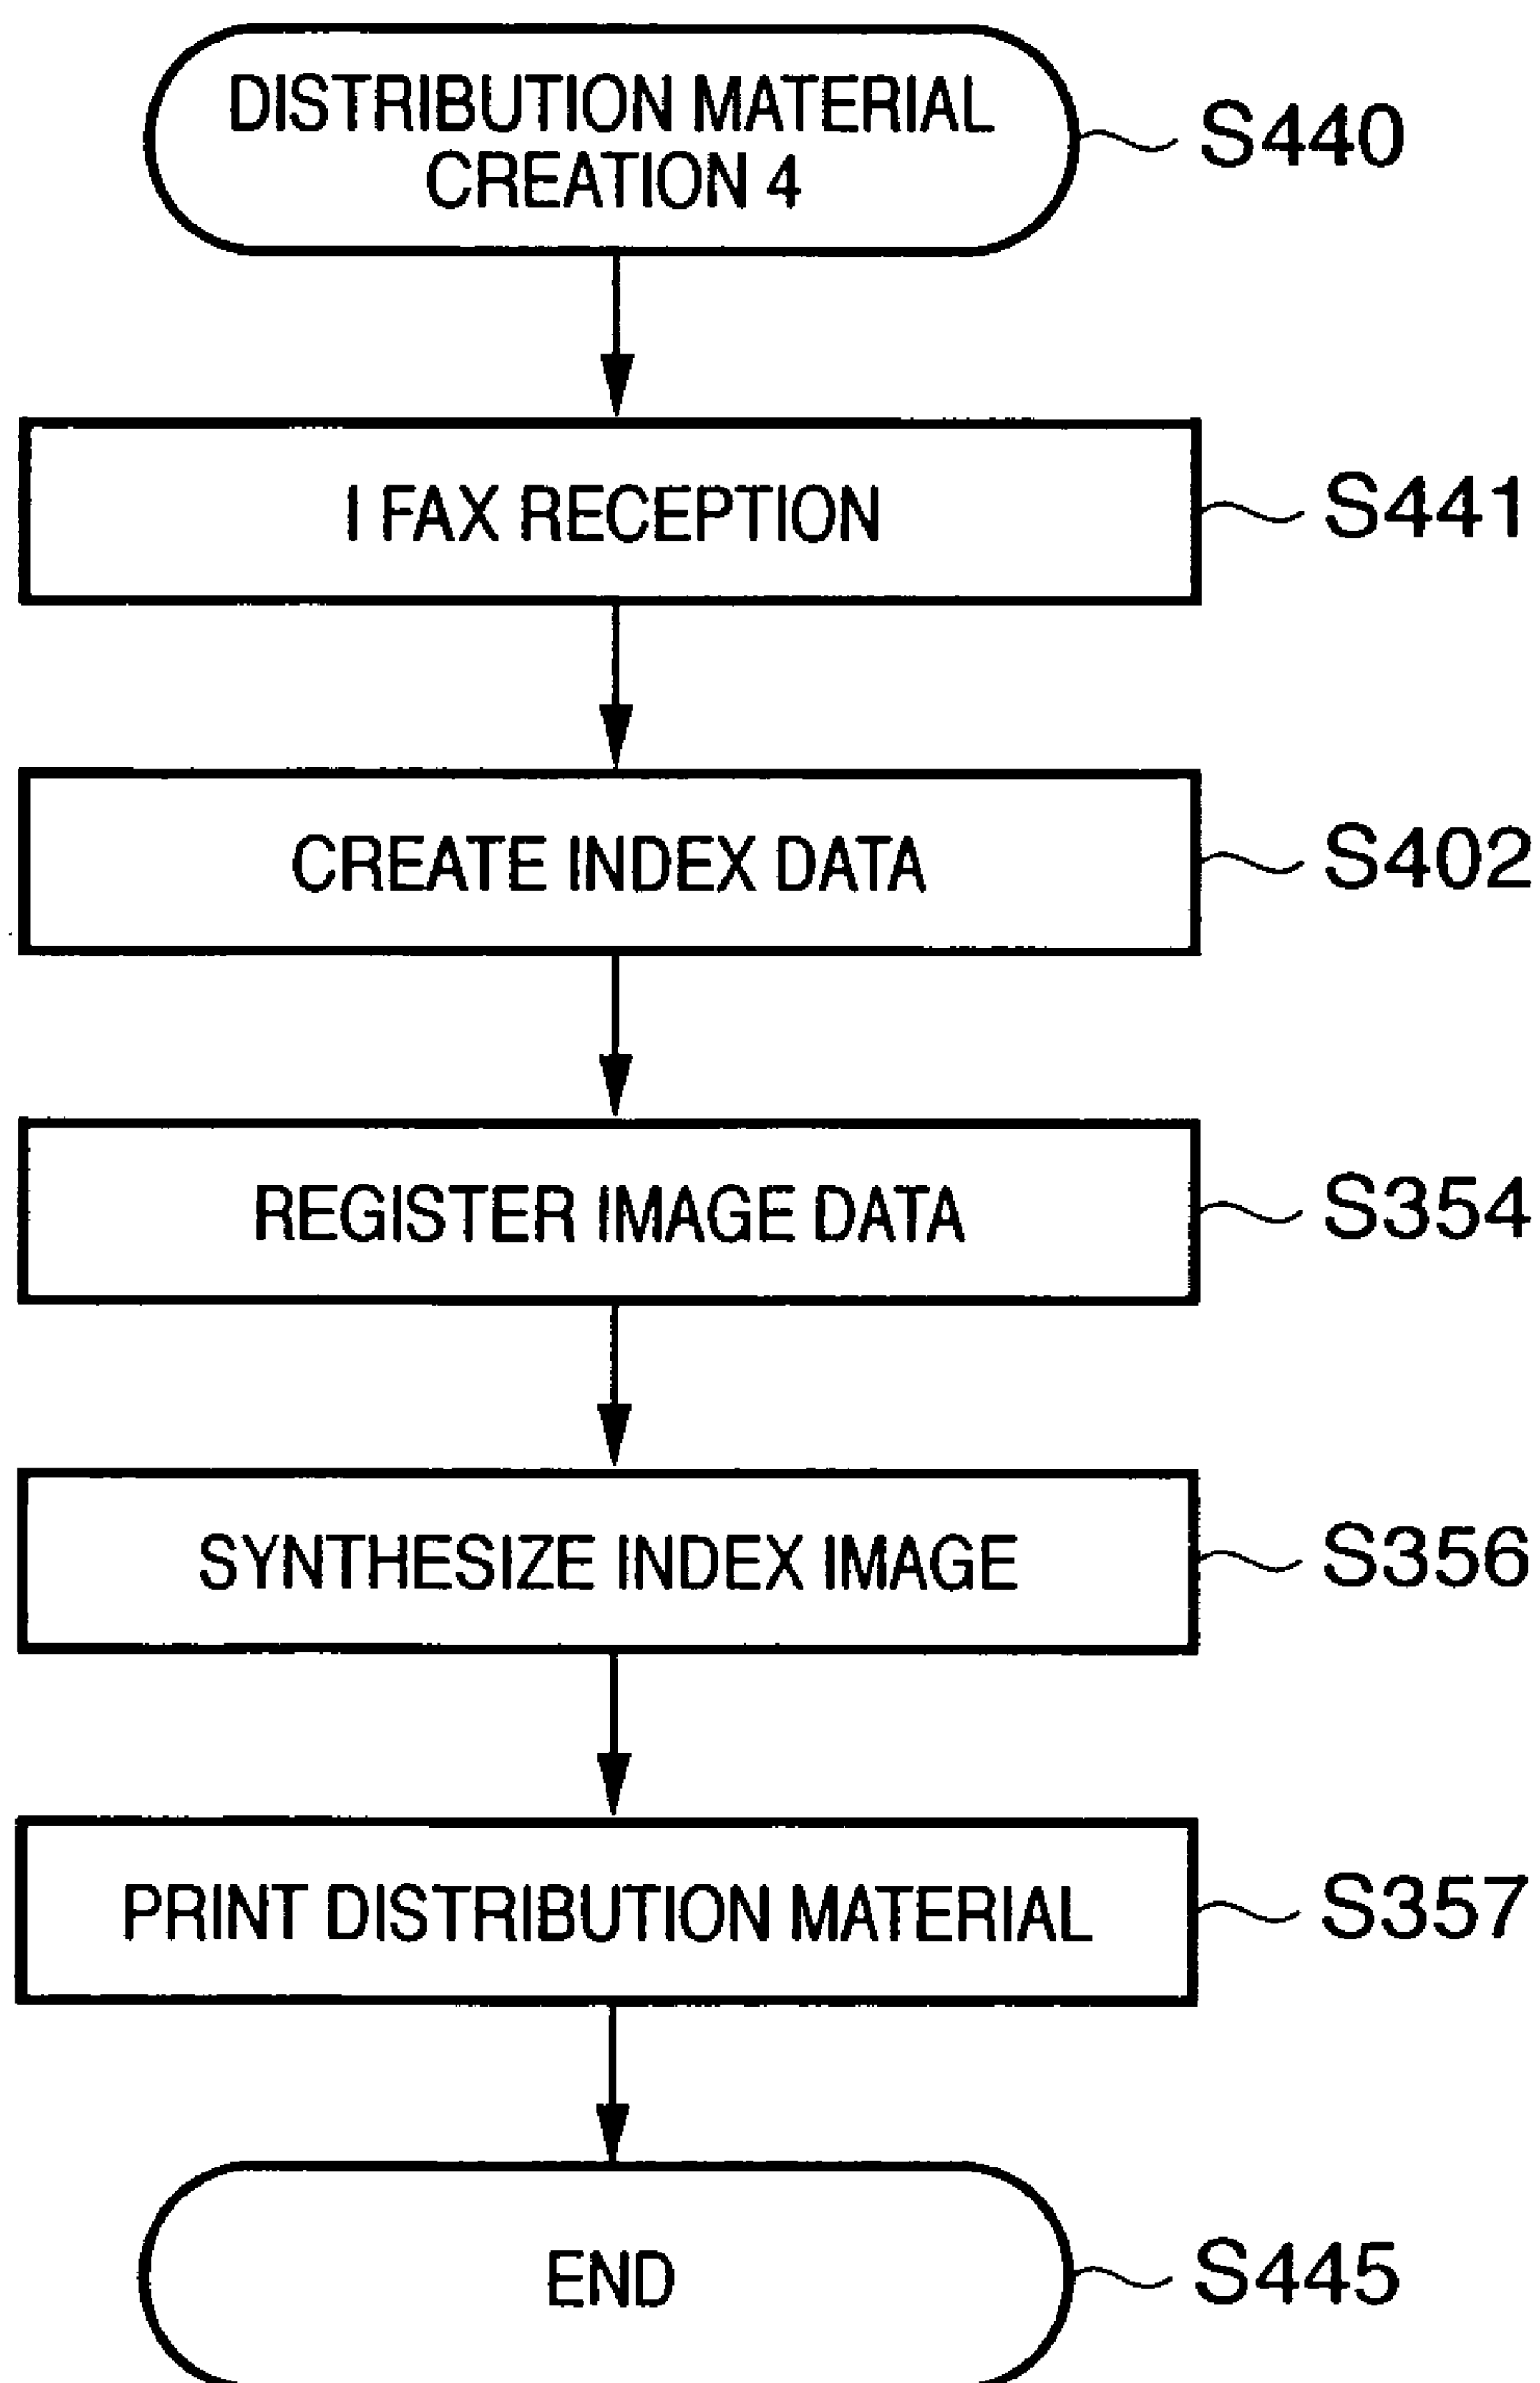 DISTRIBUTION MATERIAL
CREATION 4
S440
I FAX RECEPTION
S441
CREATE INDEX DATA
S402
REGISTER IMAGE DATA
S354
SYNTHESIZE INDEX IMAGE
S356
PRINT DISTRIBUTION MATERIAL
S357
END
S445